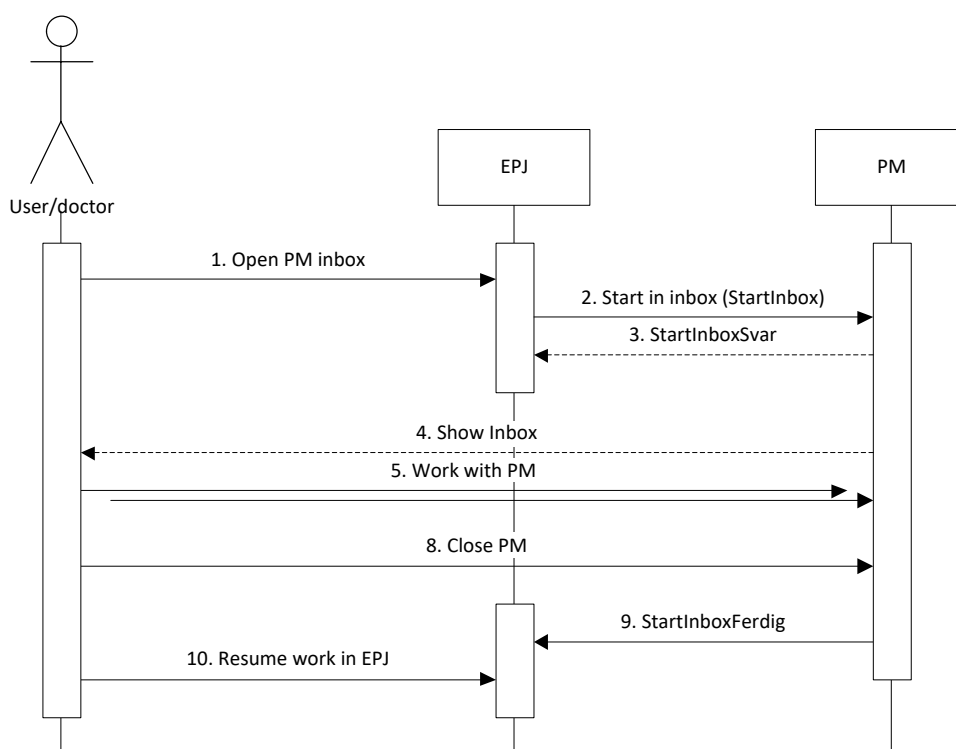 EPJ
PM
User/doctor
1. Open PM inbox
2. Start in inbox (StartInbox)
3. StartInboxSvar
4. Show Inbox
5. Work with PM
8. Close PM
9. StartInboxFerdig
10. Resume work in EPJ